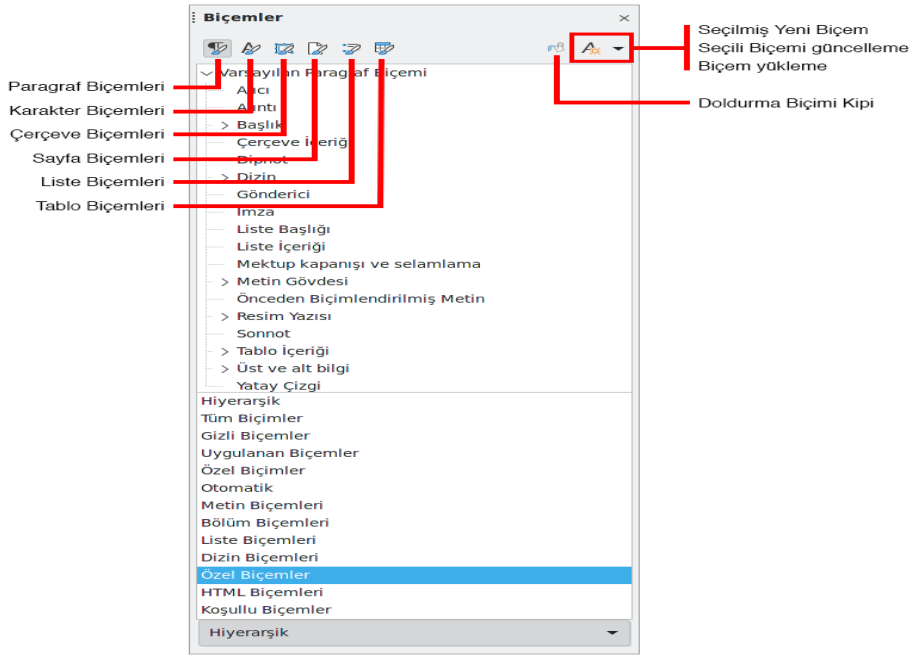 Biçemler
Seçilmiş Yeni Biçem
Seçili Biçemi güncelleme
Biçem yükleme
Doldurma Biçimi Kipi
Paragraf Biçemleri
Karakter Biçemleri
Çerçeve Biçemleri
Sayfa Biçemleri
Liste Biçemleri
Tablo Biçemleri
Varsayılan Paragraf Biçemi
Alıcı
Alıntı
Başlık
Çerçeve İçeriği
Dipnot
Dizin
Gönderici
İmza
Liste Başlığı
Liste İçeriği
Mektup kapanışı ve selamlama
Metin Gövdesi
Önceden Biçimlendirilmiş Metin
Resim Yazısı
Sonnot
Tablo İçeriği
Üst ve alt bilgi
Yatay Çizgi
Hiyerarşik
Tüm Biçimler
Gizli Biçemler
Uygulanan Biçemler
Özel Biçimler
Otomatik
Metin Biçemleri
Bölüm Biçemleri
Liste Biçemleri
Dizin Biçemleri
Özel Biçemler
HTML Biçemleri
Koşullu Biçemler
Hiyerarşik